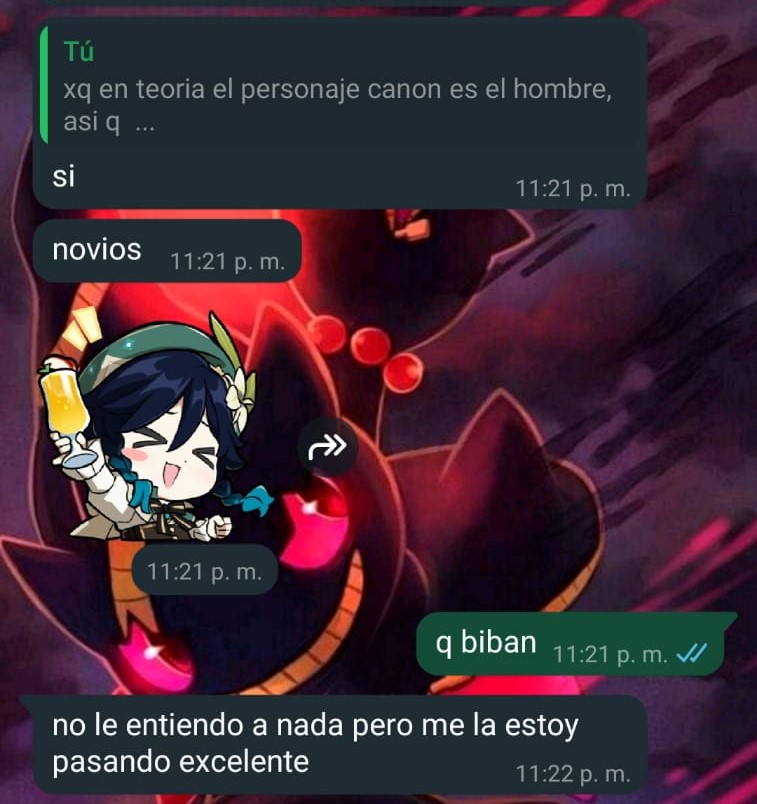 Tú
xq en teoria el personaje canon es el hombre,
asi q ...
si
11:21 p. m.
novios 11:21 p. m.
11:21 p. m.
q biban 11:21 p. m.
no le entiendo a nada pero me la estoy
pasando excelente
11:22 p. m.